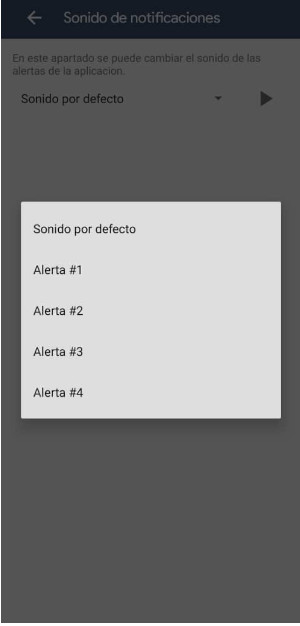 Sonido de notificaciones
En este apartado se puede cambiar el sonido de las
alertas de la aplicacion.
Sonido por defecto
Sonido por defecto
Alerta #1
Alerta #2
Alerta #3
Alerta #4